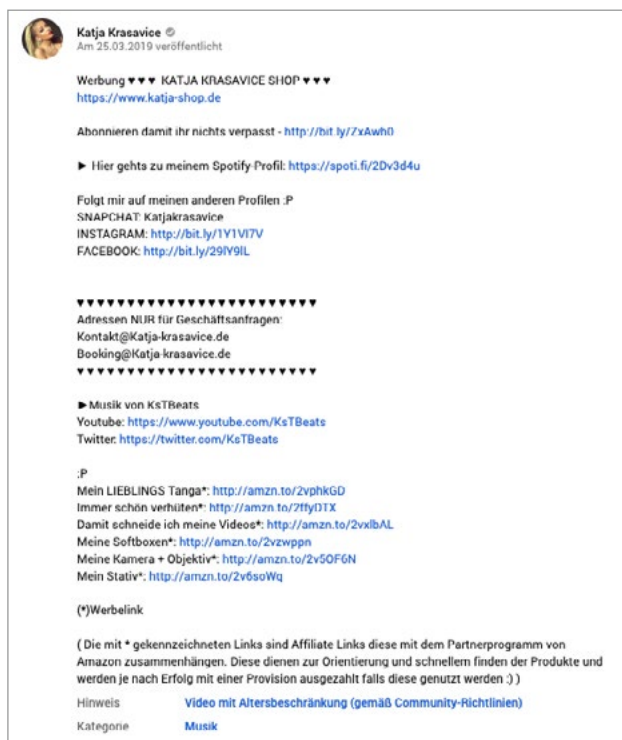 Katja Krasavice
Am 25.03.2019 veröffentlicht
Werbung ♥ ♥ ♥ KATJA KRASAVICE SHOP ♥ ♥ ♥
https://www.katja-shop.de
Abonnieren damit ihr nichts verpasst - http://bit.ly/ZxAwh0
► Hier gehts zu meinem Spotify-Profil: https://spoti.fi/2Dv3d4u
Folgt mir auf meinen anderen Profilen :P
SNAPCHAT: Katjakrasavice
INSTAGRAM: http://bit.ly/1Y1Vl7V
FACEBOOK: http://bit.ly/29lY9lL
♥♥♥♥♥♥♥♥♥♥♥♥♥♥♥♥♥♥♥♥♥♥♥♥
Adressen NUR für Geschäftsanfragen:
Kontakt@Katja-krasavice.de
Booking@Katja-krasavice.de
♥♥♥♥♥♥♥♥♥♥♥♥♥♥♥♥♥♥♥♥♥♥♥♥
►Musik von KsTBeats
Youtube: https://www.youtube.com/KsTBeats
Twitter: https://twitter.com/KsTBeats
;P
Mein LIEBLINGS Tanga*: http://amzn.to/2vphkGD
Immer schön verhüten*: http://amzn.to/2ffyDTX
Damit schneide ich meine Videos*: http://amzn.to/2vxlbAL
Meine Softboxen*: http://amzn.to/2vzwppn
Meine Kamera + Objektiv*: http://amzn.to/2v5OF6N
Mein Stativ*: http://amzn.to/2v6soWq
(*)Werbelink
( Die mit * gekennzeichneten Links sind Affiliate Links diese mit dem Partnerprogramm von
Amazon zusammenhängen. Diese dienen zur Orientierung und schnellem finden der Produkte und
werden je nach Erfolg mit einer Provision ausgezahlt falls diese genutzt werden :) )
Hinweis Video mit Altersbeschränkung (gemäß Community-Richtlinien)
Kategorie Musik